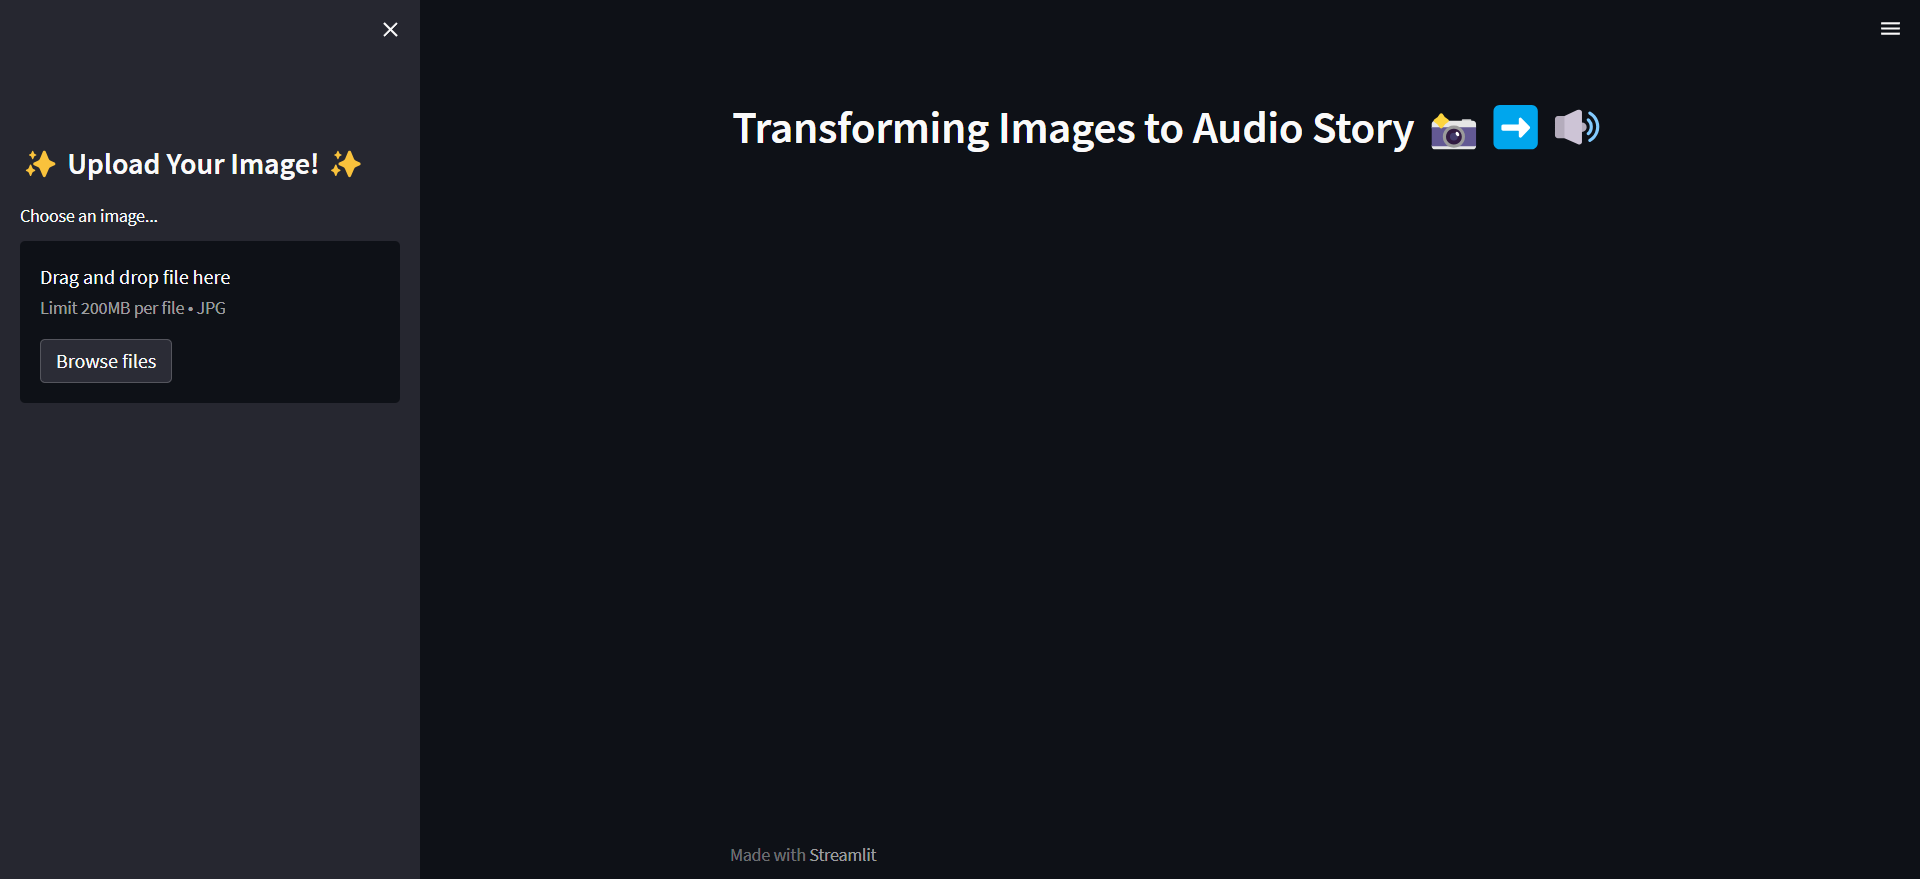 ✨ Upload Your Image! ✨
Choose an image...
Drag and drop file here
Limit 200MB per file • JPG
Browse files
Transforming Images to Audio Story 📸 ➡️ 🔊
Made with Streamlit